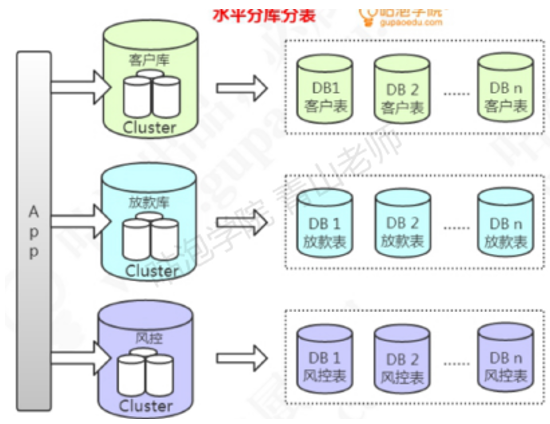 水平分库分表
咕泡学院
gupaoedu.com
App
客户库
Cluster
DB1
客户表
DB 2
客户表
......
DB n
客户表
放款库
Cluster
DB 1
放款表
DB 2
放款表
......
DB n
放款表
风控
Cluster
DB 1
风控表
DB 2
风控表
......
DB n
风控表
咕泡学院 青山老师